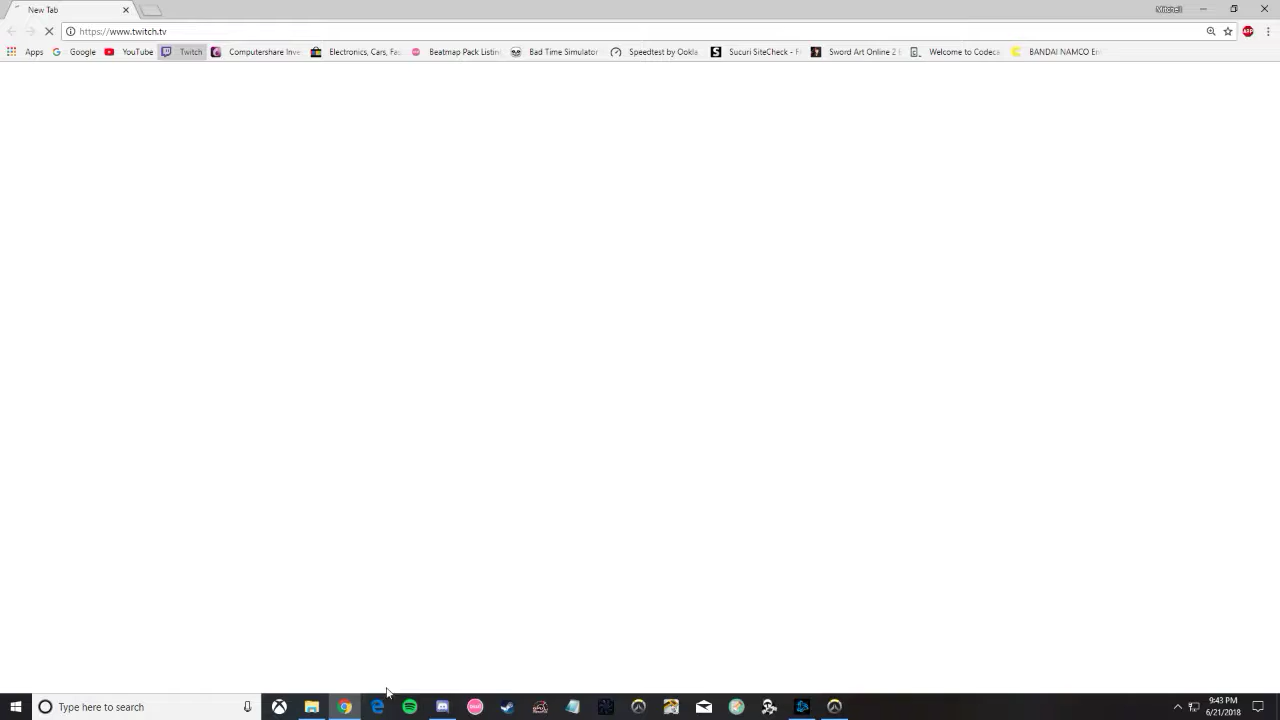 New Tab
Mitchell
https://www.twitch.tv
Apps Google YouTube Twitch Computershare Inve Electronics, Cars, Fa Beatmap Pack Listin Bad Time Simulator Speedtest by Ookla Sucuri SiteCheck - F Sword Art Online 2 Welcome to Codeca BANDAI NAMCO En
Type here to search
9:43 PM
6/21/2018